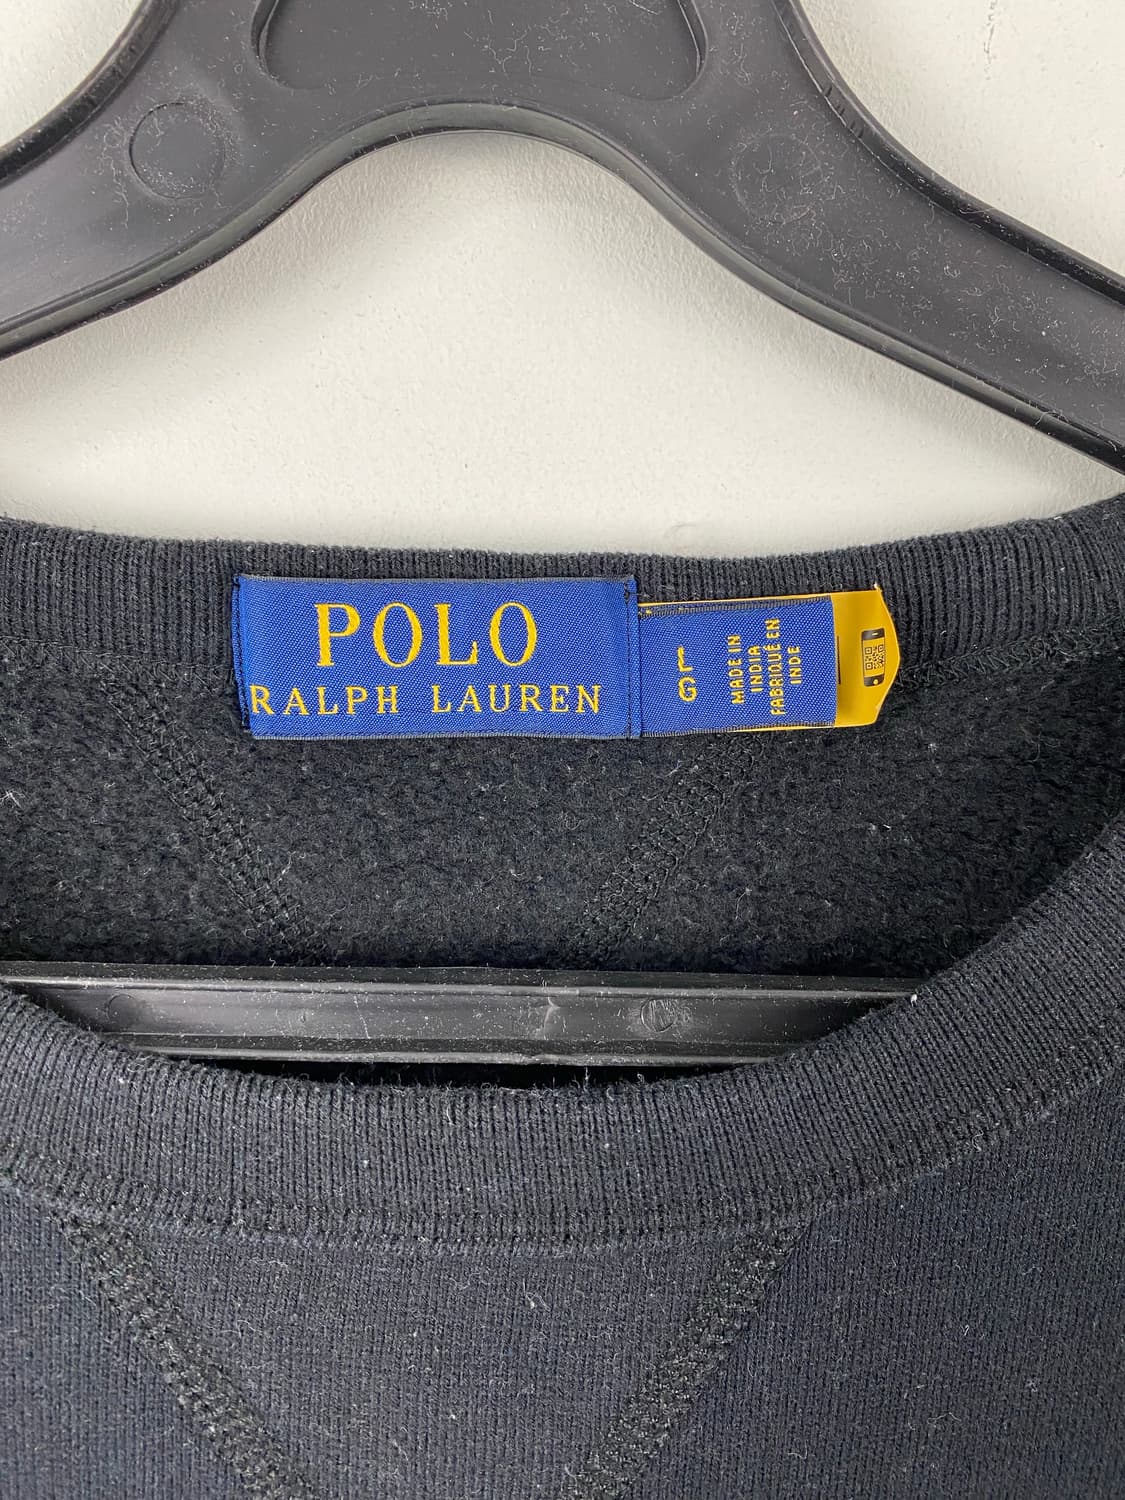 POLO
RALPH LAUREN
L
G
MADE IN
INDIA
FABRIQUÉ EN
INDE